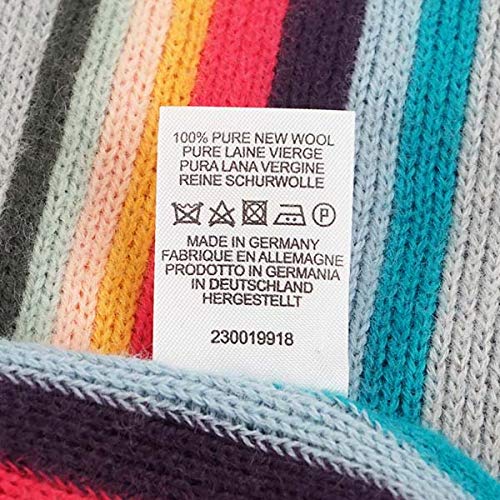 100% PURE NEW WOOL
PURE LAINE VIERGE
PURA LANA VERGINE
REINE SCHURWOLLE
P
MADE IN GERMANY
FABRIQUE EN ALLEMAGNE
PRODOTTO IN GERMANIA
IN DEUTSCHLAND
HERGESTELLT
230019918